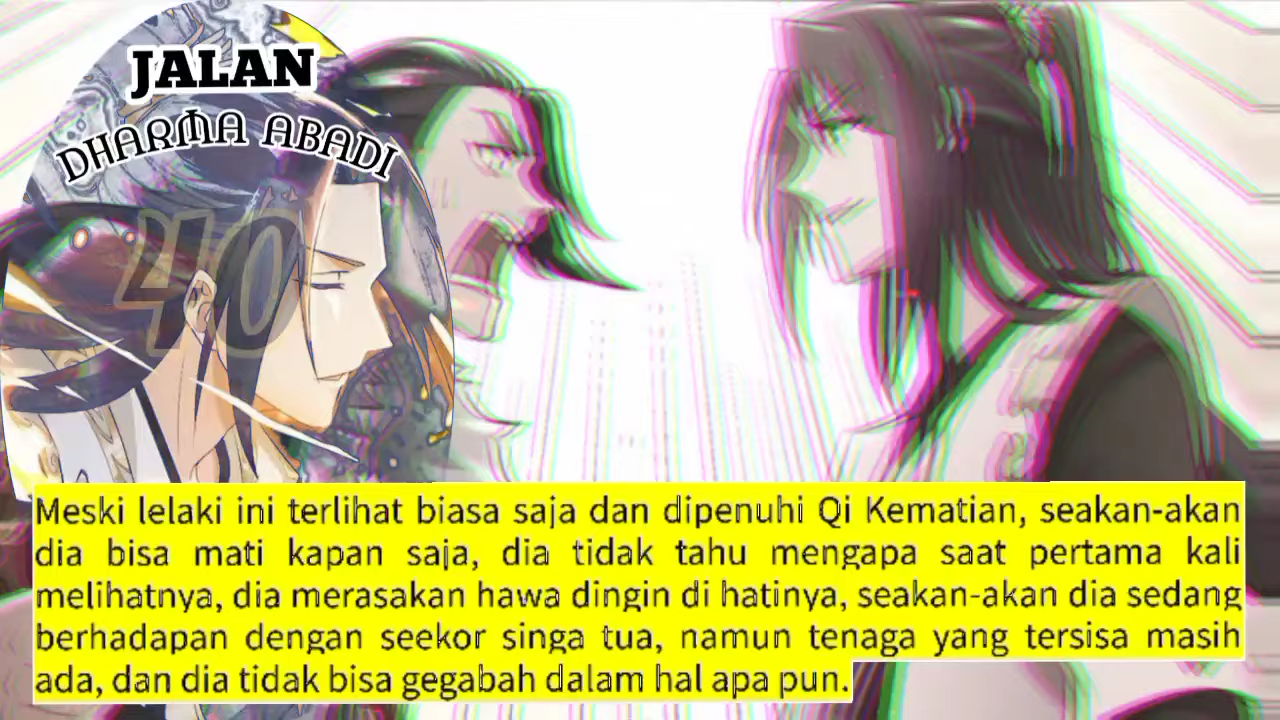 JALAN
DHARMA ABADI
40
Meski lelaki ini terlihat biasa saja dan dipenuhi Qi Kematian, seakan-akan
dia bisa mati kapan saja, dia tidak tahu mengapa saat pertama kali
melihatnya, dia merasakan hawa dingin di hatinya, seakan-akan dia sedang
berhadapan dengan seekor singa tua, namun tenaga yang tersisa masih
ada, dan dia tidak bisa gegabah dalam hal apa pun.